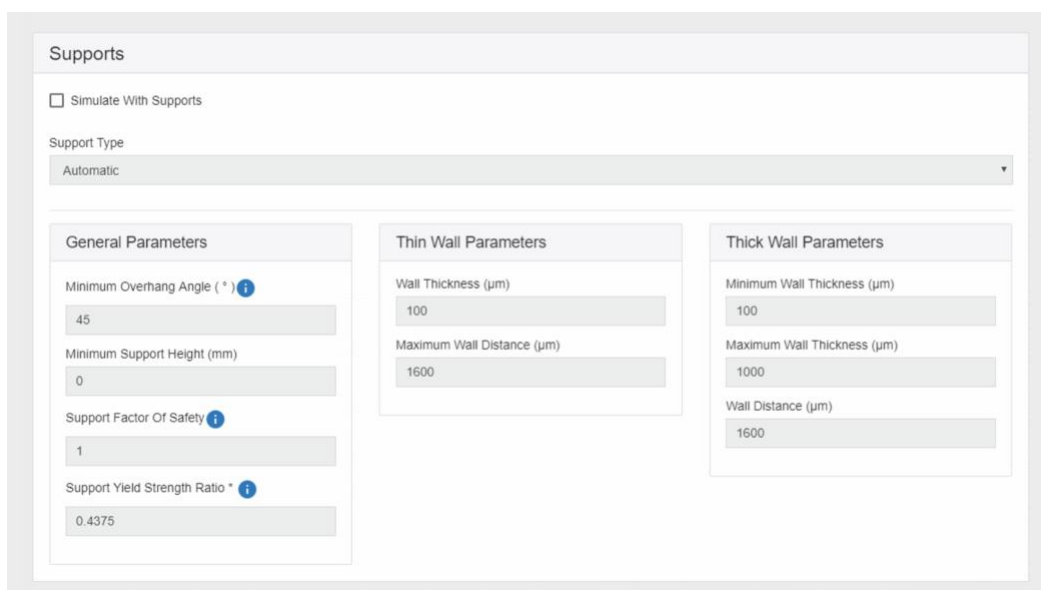 Supports
Simulate With Supports
Support Type
Automatic
General Parameters
Minimum Overhang Angle ( ° )
45
Minimum Support Height (mm)
0
Support Factor Of Safety
1
Support Yield Strength Ratio *
0.4375
Thin Wall Parameters
Wall Thickness (μm)
100
Maximum Wall Distance (μm)
1600
Thick Wall Parameters
Minimum Wall Thickness (μm)
100
Maximum Wall Thickness (μm)
1000
Wall Distance (μm)
1600